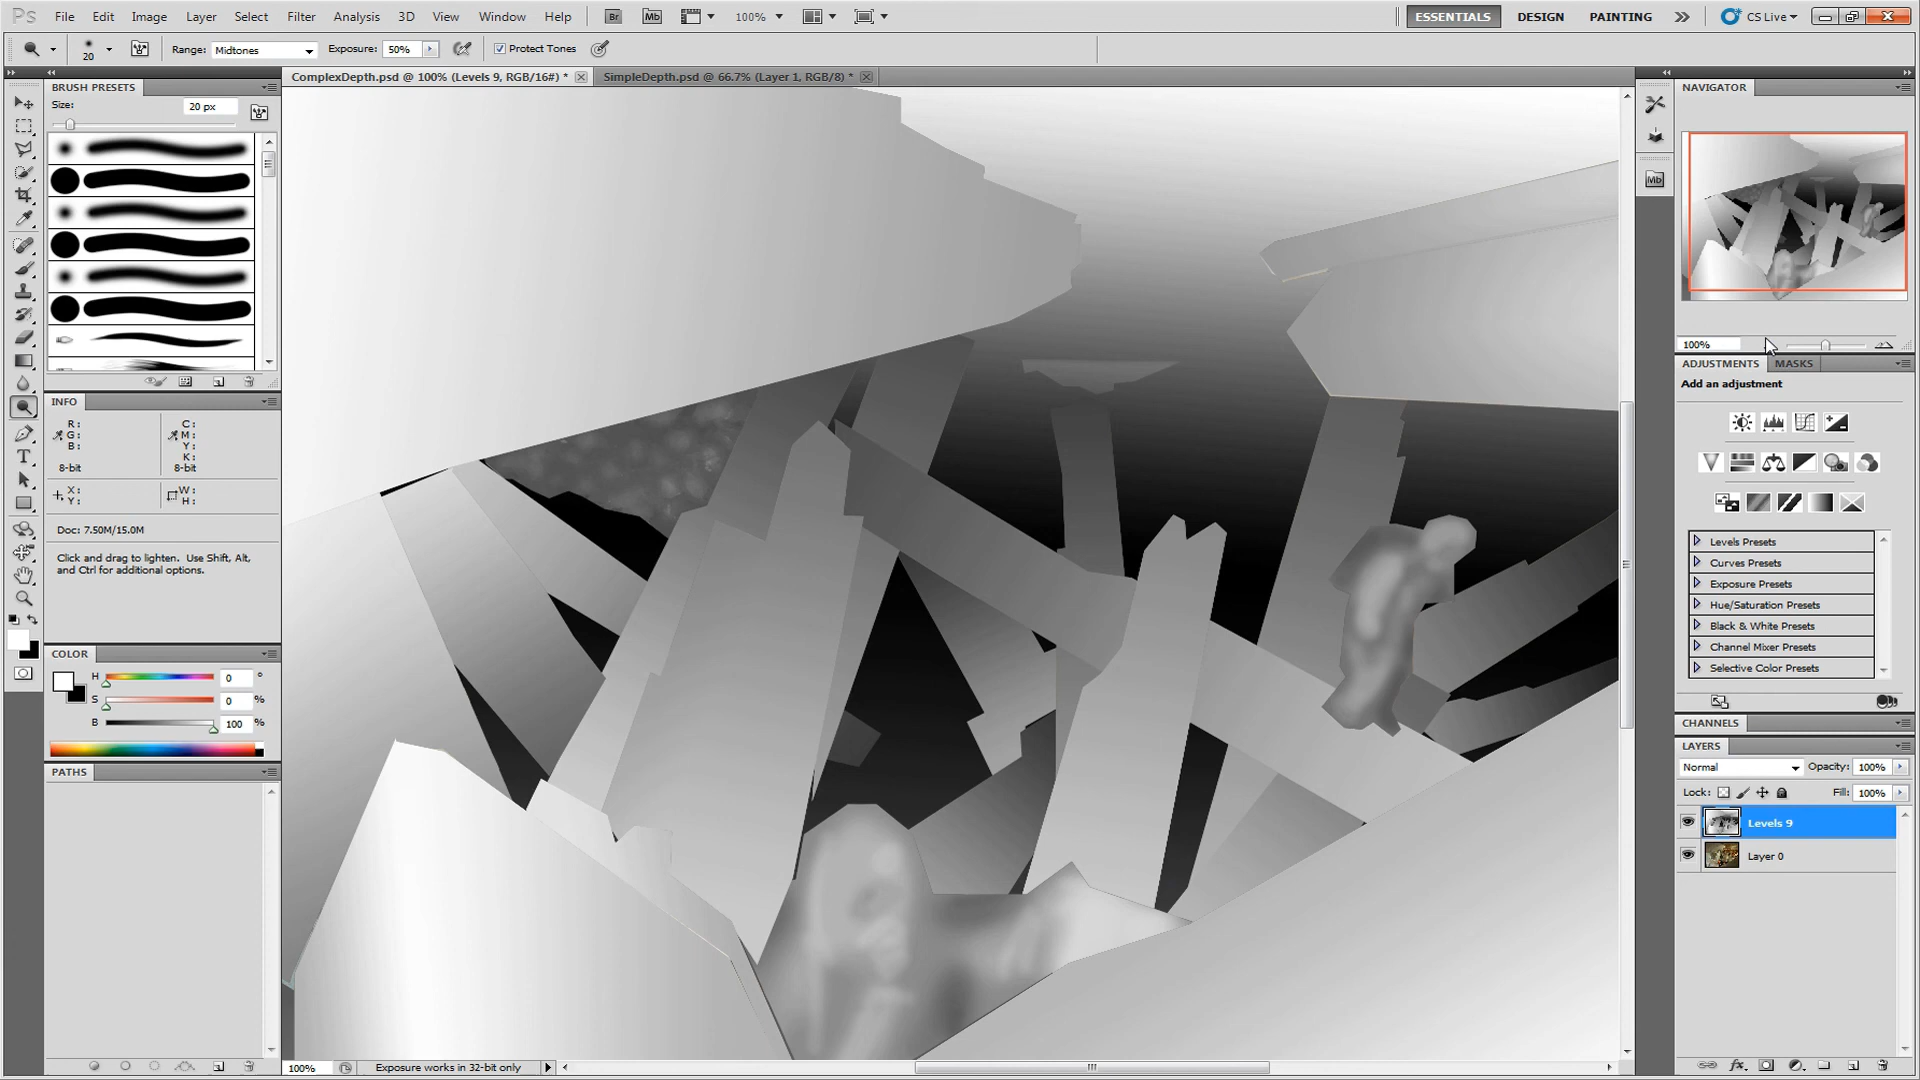 Ps File Edit Image Layer Select Filter Analysis 3D View Window Help Br Mb 100% ESSENTIALS DESIGN PAINTING CS Live
20 Range: Midtones Exposure: 50% Protect Tones
ComplexDepth.psd @ 100% (Levels 9, RGB/16#) * SimpleDepth.psd @ 66.7% (Layer 1, RGB/8) *
BRUSH PRESETS
Size: 20 px
INFO
R: C:
G: M:
B: Y:
K:
8-bit 8-bit
X: W:
Y: H:
Doc: 7.50M/15.0M
Click and drag to lighten. Use Shift, Alt,
and Ctrl for additional options.
COLOR
H 0 °
S 0 %
B 100 %
PATHS
100% Exposure works in 32-bit only
Mb
NAVIGATOR
100%
ADJUSTMENTS MASKS
Add an adjustment
Levels Presets
Curves Presets
Exposure Presets
Hue/Saturation Presets
Black & White Presets
Channel Mixer Presets
Selective Color Presets
CHANNELS
LAYERS
Normal Opacity: 100%
Lock: Fill: 100%
Levels 9
Layer 0